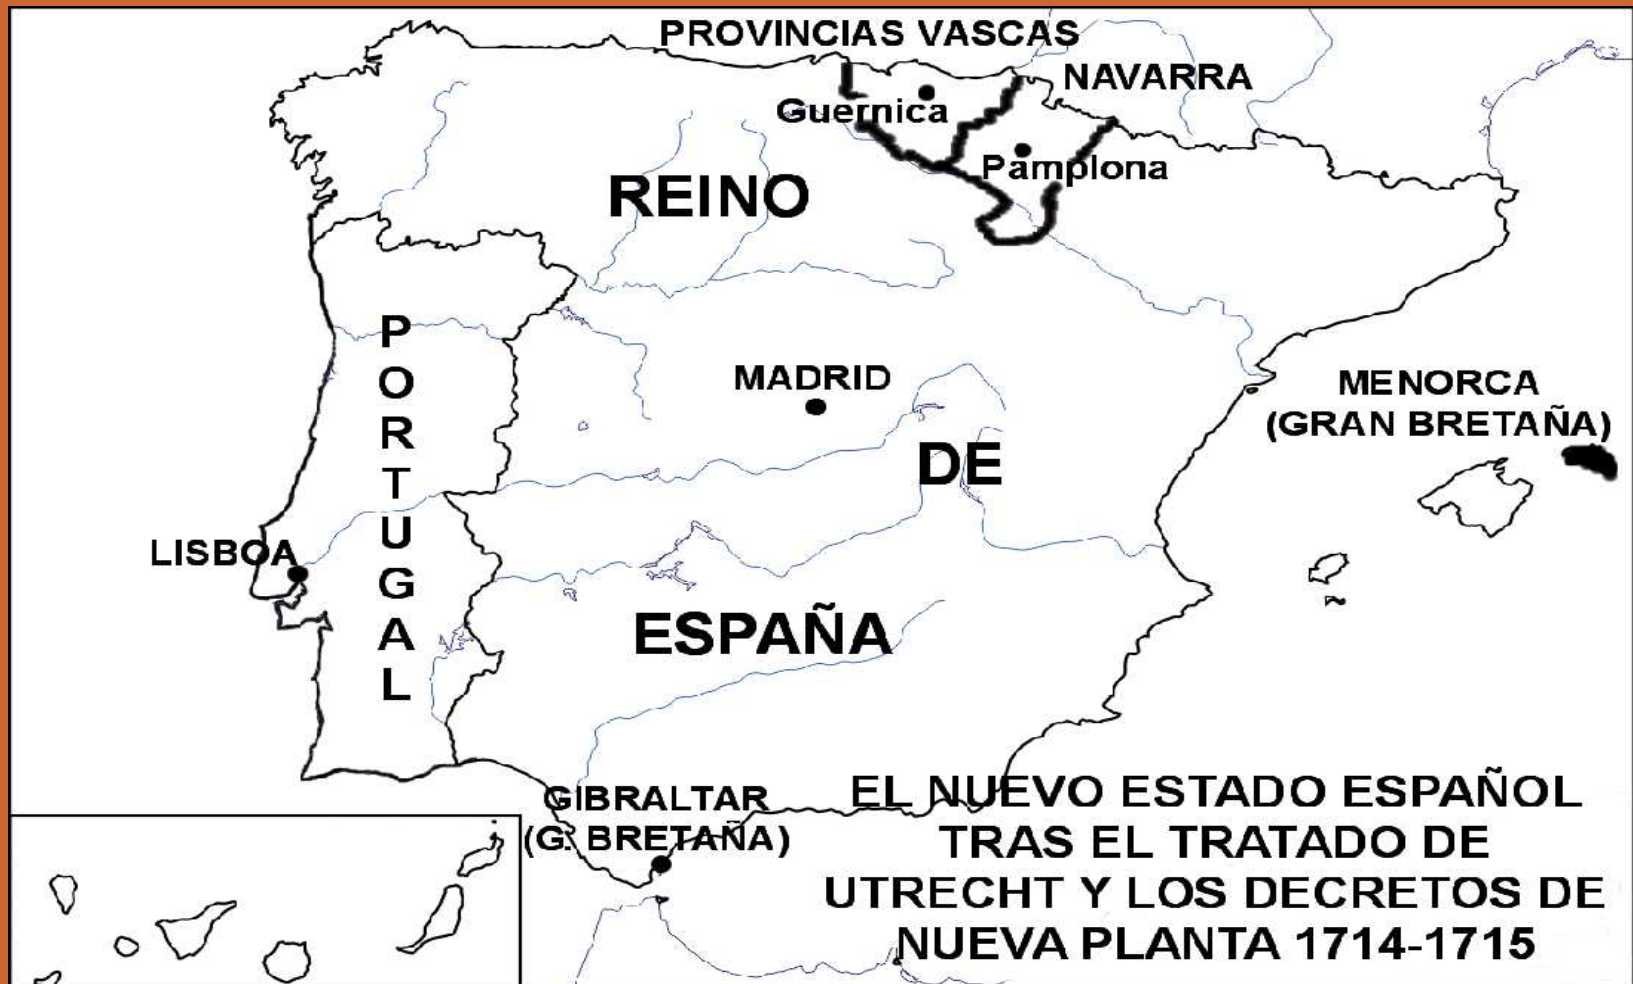 PROVINCIAS VASCAS
NAVARRA
Guernica
Pamplona
REINO
PORTUGAL
MADRID
MENORCA
(GRAN BRETAÑA)
DE
LISBOA
ESPAÑA
GIBRALTAR
(G. BRETAÑA)
EL NUEVO ESTADO ESPAÑOL
TRAS EL TRATADO DE
UTRECHT Y LOS DECRETOS DE
NUEVA PLANTA 1714-1715